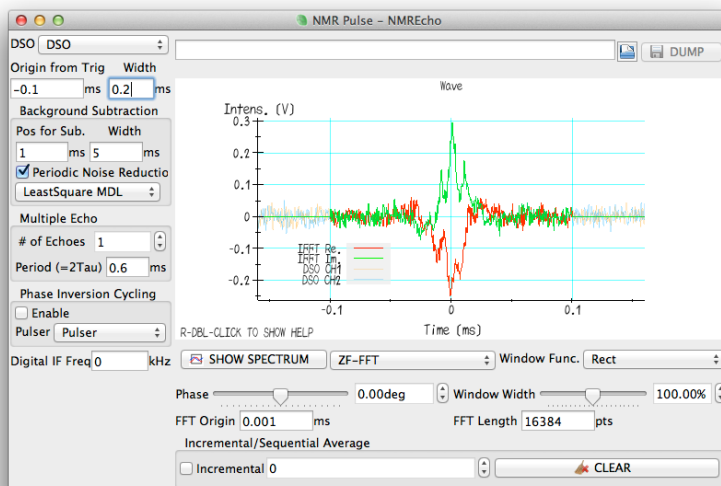 NMR Pulse - NMREcho
DSO DSO
DUMP
Origin from Trig Width
-0.1 ms 0.2 ms
Background Subtraction
Pos for Sub. Width
1 ms 5 ms
Periodic Noise Reductio
LeastSquare MDL
Multiple Echo
# of Echoes 1
Period (=2Tau) 0.6 ms
Phase Inversion Cycling
Enable
Pulser Pulser
Digital IF Freq 0 kHz
Wave
Intens. (V)
0.3
0.2
0.1
0
-0.1
-0.2
IFFT Re.
IFFT Im.
DSO CH1
DSO CH2
-0.1 0 0.1
R-DBL-CLICK TO SHOW HELP Time (ms)
SHOW SPECTRUM ZF-FFT Window Func. Rect
Phase 0.00deg Window Width 100.00%
FFT Origin 0.001 ms FFT Length 16384 pts
Incremental/Sequential Average
Incremental 0 CLEAR